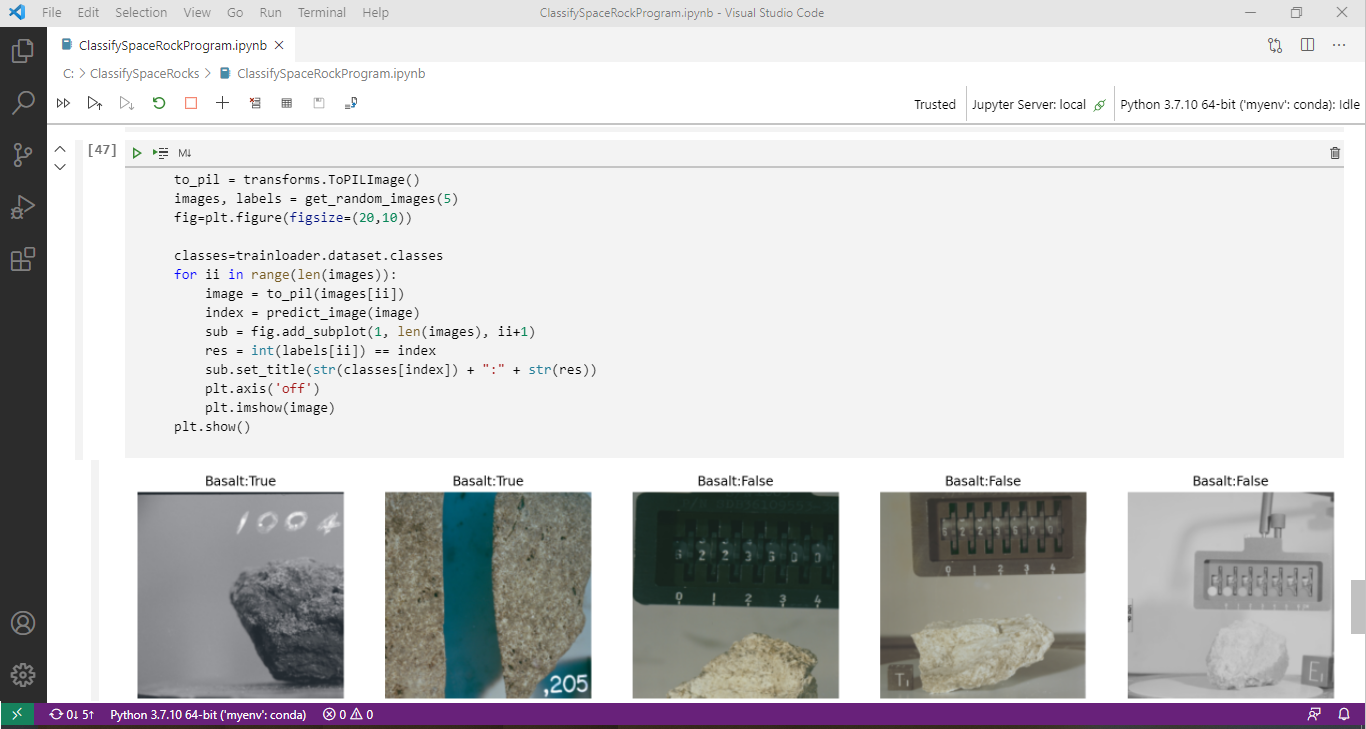 File Edit Selection View Go Run Terminal Help ClassifySpaceRockProgram.ipynb - Visual Studio Code
ClassifySpaceRockProgram.ipynb
C: > ClassifySpaceRocks > ClassifySpaceRockProgram.ipynb
Trusted Jupyter Server: local Python 3.7.10 64-bit ('myenv': conda): Idle
[47] M↓
to_pil = transforms.ToPILImage()
images, labels = get_random_images(5)
fig=plt.figure(figsize=(20,10))
classes=trainloader.dataset.classes
for ii in range(len(images)):
    image = to_pil(images[ii])
    index = predict_image(image)
    sub = fig.add_subplot(1, len(images), ii+1)
    res = int(labels[ii]) == index
    sub.set_title(str(classes[index]) + ":" + str(res))
    plt.axis('off')
    plt.imshow(image)
plt.show()
Basalt:True Basalt:True Basalt:False Basalt:False Basalt:False
1004
,205
0 1 2 3 4
0 1 2 3 4
T1
E1
0↓ 5↑ Python 3.7.10 64-bit ('myenv': conda) 0 0